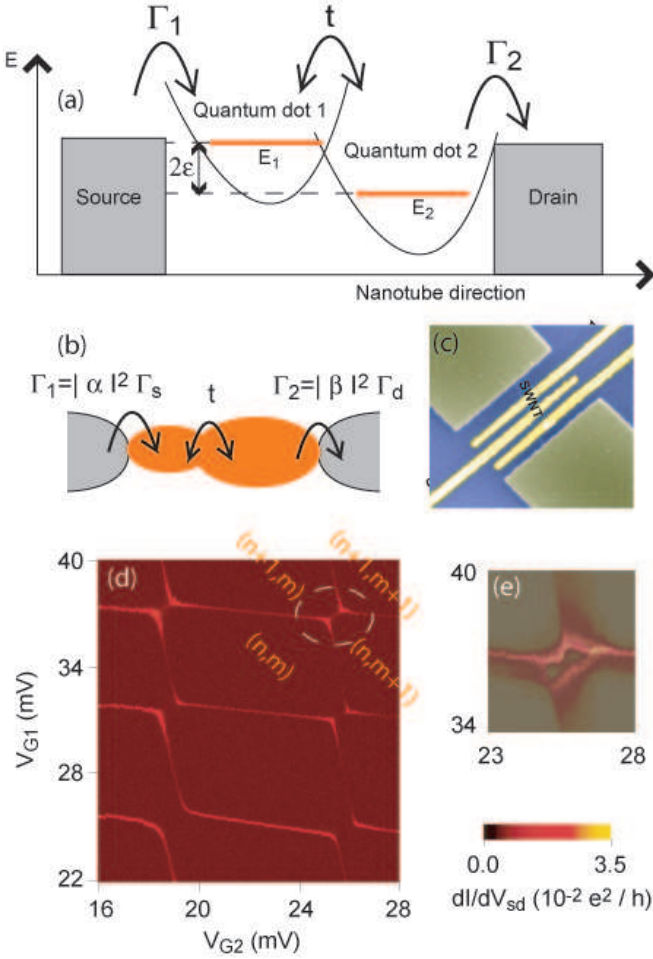 Γ1 t Γ2
E
(a)
Quantum dot 1
E1
2ε
Quantum dot 2
E2
Source
Drain
Nanotube direction
(b)
Γ1=| α |² Γs
t
Γ2=| β |² Γd
(c)
SWNT
(d)
(n+1,m)
(n+1,m+1)
(n,m)
(n,m+1)
40
34
28
22
VG1 (mV)
16 20 24 28
VG2 (mV)
(e)
40
34
23 28
0.0 3.5
dI/dVsd (10-2 e2 / h)